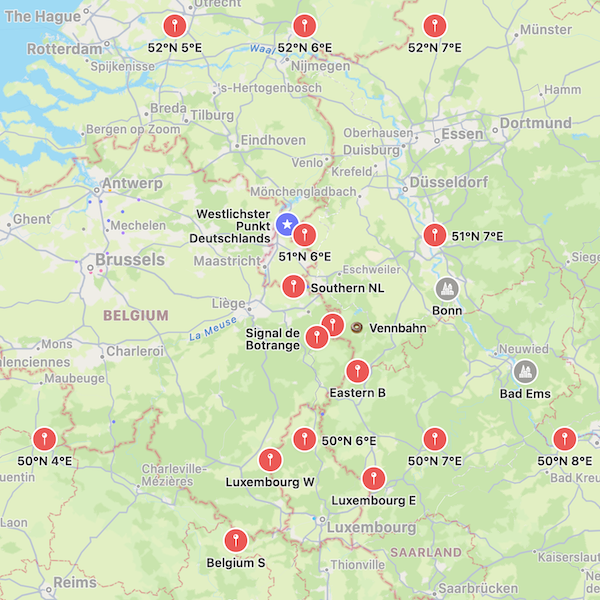 The Hague
Utrecht
Münster
52°N 5°E
52°N 6°E
52°N 7°E
Rotterdam
Waal
Spijkenisse
Nijmegen
's-Hertogenbosch
Hamm
Breda
Tilburg
Bergen op Zoom
Oberhausen
Essen
Dortmund
Eindhoven
Duisburg
Venlo
Krefeld
Antwerp
Mönchengladbach
Düsseldorf
Ghent
Mechelen
Westlichster
Punkt
Deutschlands
51°N 7°E
Brussels
Maastricht
51°N 6°E
Siege
Eschweiler
Southern NL
Liège
Bonn
BELGIUM
La Meuse
Signal de
Botrange
Vennbahn
Mons
Charleroi
Neuwied
alenciennes
Maubeuge
Eastern B
Bad Ems
50°N 4°E
50°N 6°E
50°N 7°E
50°N 8°E
uentin
Charleville-
Mézières
Luxembourg W
Bad Kreu
Luxembourg E
Laon
Luxembourg
Belgium S
SAARLAND
Thionville
Kaiserslau
Reims
Saarbrücken